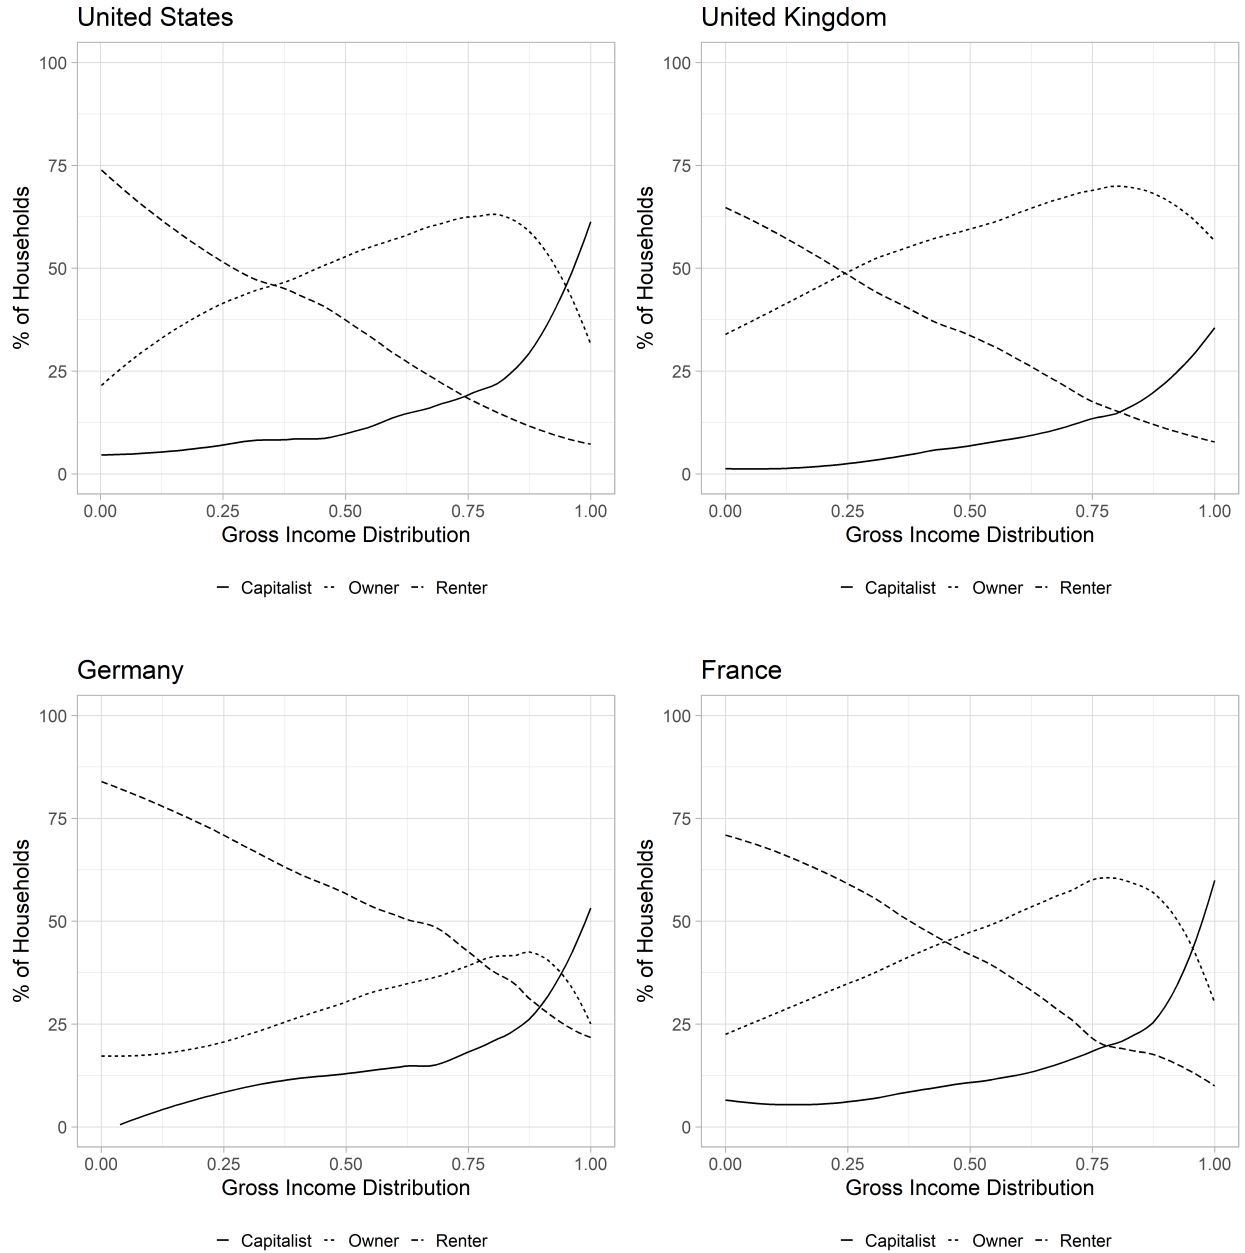 United States
100
75
50
25
0
% of Households
0.00 0.25 0.50 0.75 1.00
Gross Income Distribution
Capitalist Owner Renter
United Kingdom
100
75
50
25
0
% of Households
0.00 0.25 0.50 0.75 1.00
Gross Income Distribution
Capitalist Owner Renter
Germany
100
75
50
25
0
% of Households
0.00 0.25 0.50 0.75 1.00
Gross Income Distribution
Capitalist Owner Renter
France
100
75
50
25
0
% of Households
0.00 0.25 0.50 0.75 1.00
Gross Income Distribution
Capitalist Owner Renter